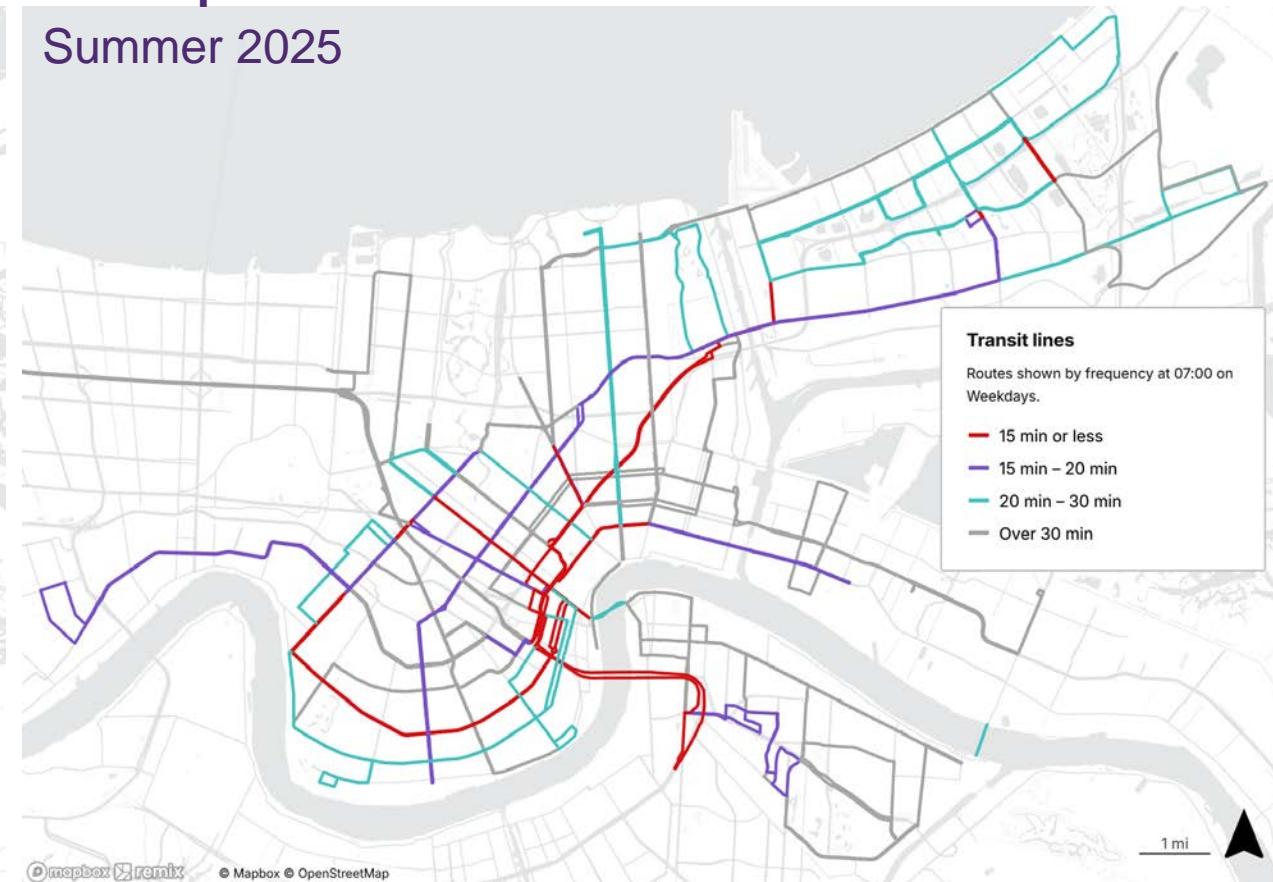 Summer 2025
Transit lines
Routes shown by frequency at 07:00 on
Weekdays.
15 min or less
15 min – 20 min
20 min – 30 min
Over 30 min
1 mi
mapbox remix © Mapbox © OpenStreetMap